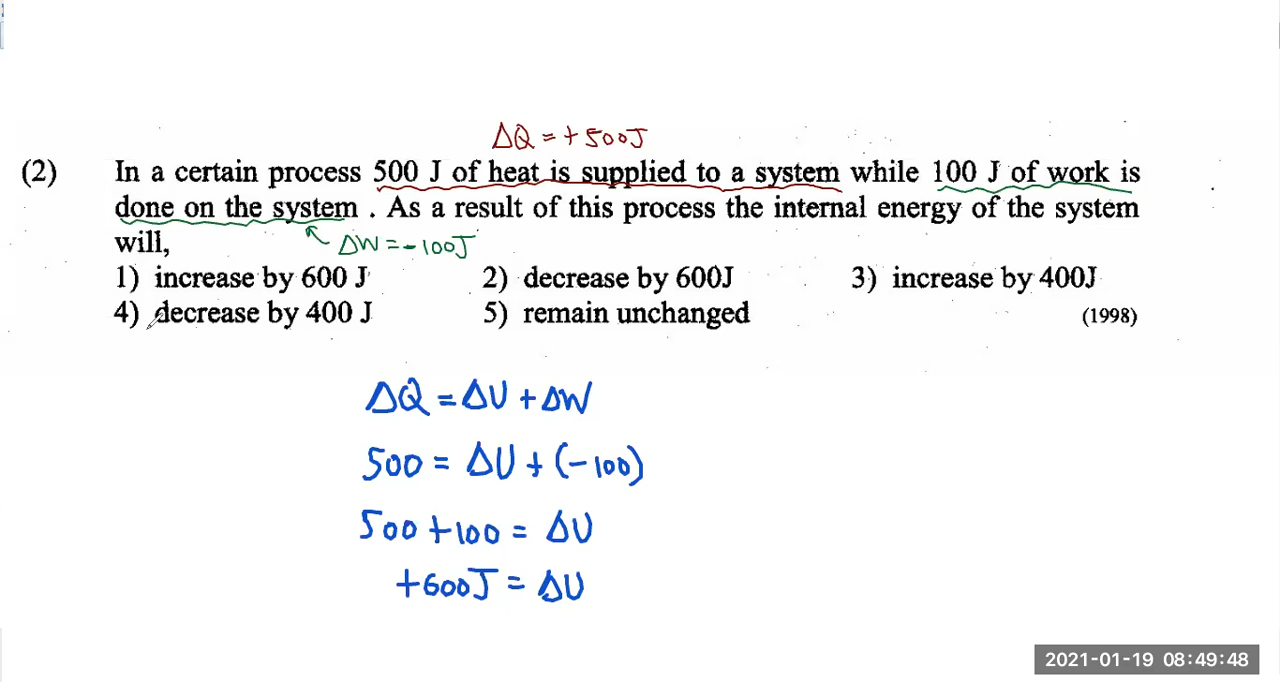 ΔQ = +500J
(2) In a certain process 500 J of heat is supplied to a system while 100 J of work is
done on the system . As a result of this process the internal energy of the system
will,
ΔW = -100J
1) increase by 600 J 2) decrease by 600J 3) increase by 400J
4) decrease by 400 J 5) remain unchanged (1998)
ΔQ = ΔU + ΔW
500 = ΔU + (-100)
500 + 100 = ΔU
+600J = ΔU
2021-01-19 08:49:48